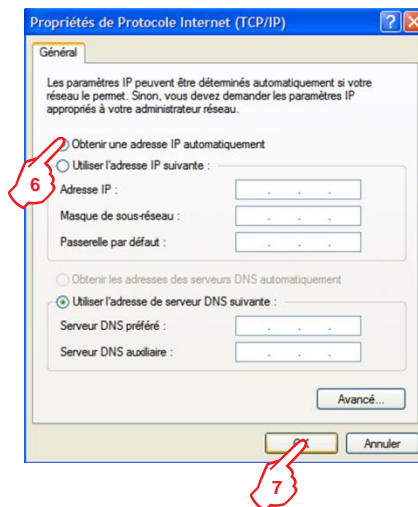 Propriétés de Protocole Internet (TCP/IP)
Général
Les paramètres IP peuvent être déterminés automatiquement si votre
réseau le permet. Sinon, vous devez demander les paramètres IP
appropriés à votre administrateur réseau.
Obtenir une adresse IP automatiquement
Utiliser l'adresse IP suivante :
6
Adresse IP :
Masque de sous-réseau :
Passerelle par défaut :
Obtenir les adresses des serveurs DNS automatiquement
Utiliser l'adresse de serveur DNS suivante :
Serveur DNS préféré :
Serveur DNS auxiliaire :
Avancé...
OK
Annuler
7